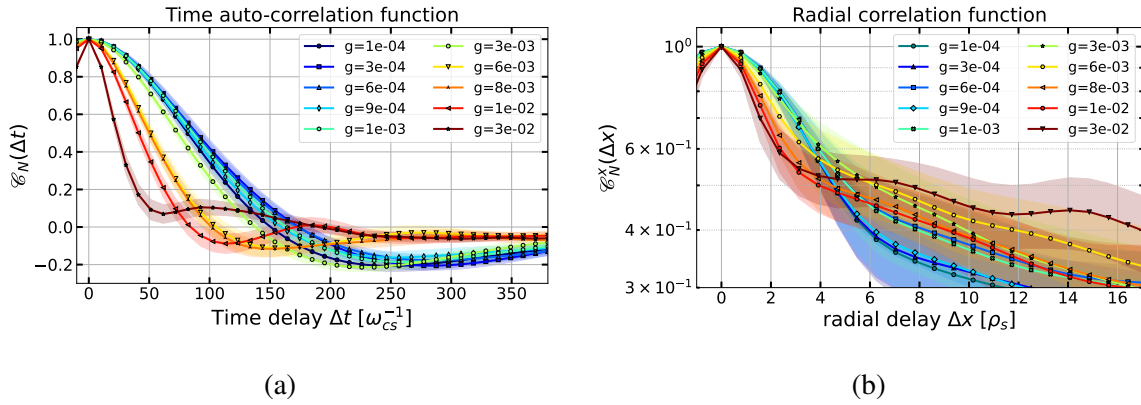 Time auto-correlation function
𝒞_N(Δt)
1.0
0.8
0.6
0.4
0.2
0.0
−0.2
g=1e-04
g=3e-04
g=6e-04
g=9e-04
g=1e-03
g=3e-03
g=6e-03
g=8e-03
g=1e-02
g=3e-02
0 50 100 150 200 250 300 350
Time delay Δt [ω_{cs}^{−1}]
(a)
Radial correlation function
𝒞_N^x(Δx)
10^0
6 × 10^{−1}
4 × 10^{−1}
3 × 10^{−1}
g=1e-04
g=3e-04
g=6e-04
g=9e-04
g=1e-03
g=3e-03
g=6e-03
g=8e-03
g=1e-02
g=3e-02
0 2 4 6 8 10 12 14 16
radial delay Δx [ρ_s]
(b)